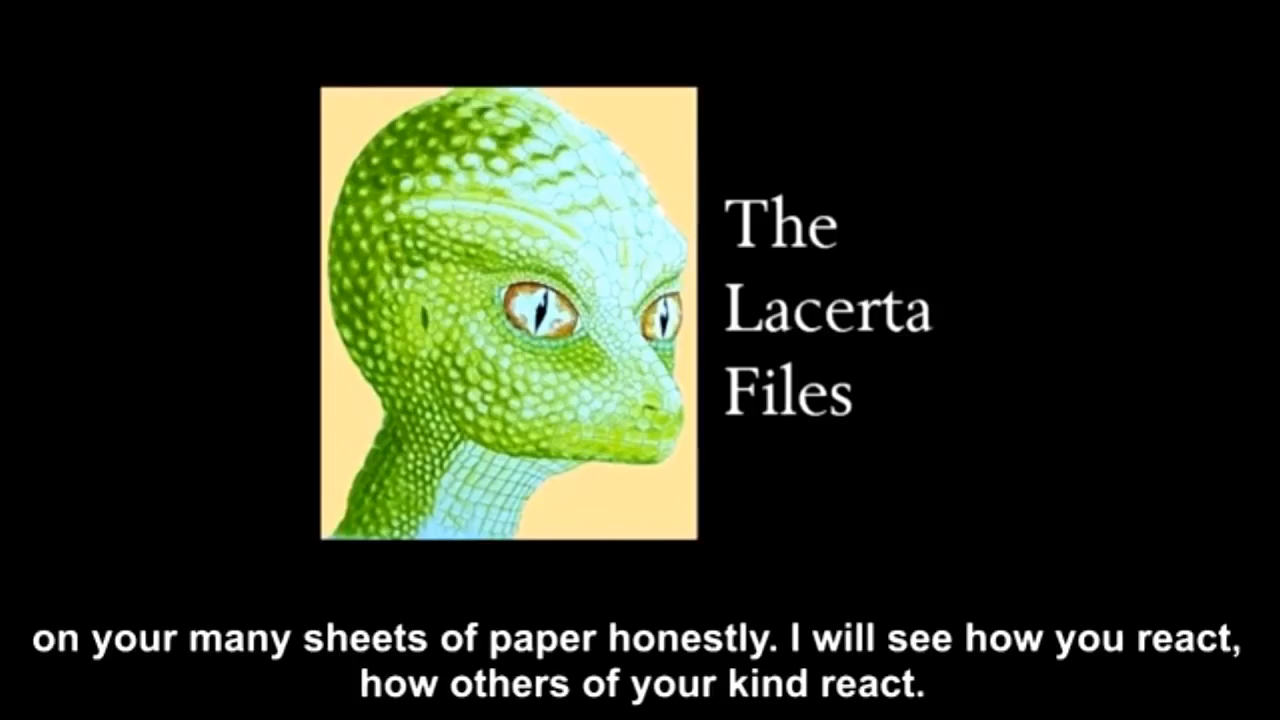 The
Lacerta
Files
on your many sheets of paper honestly. I will see how you react,
how others of your kind react.